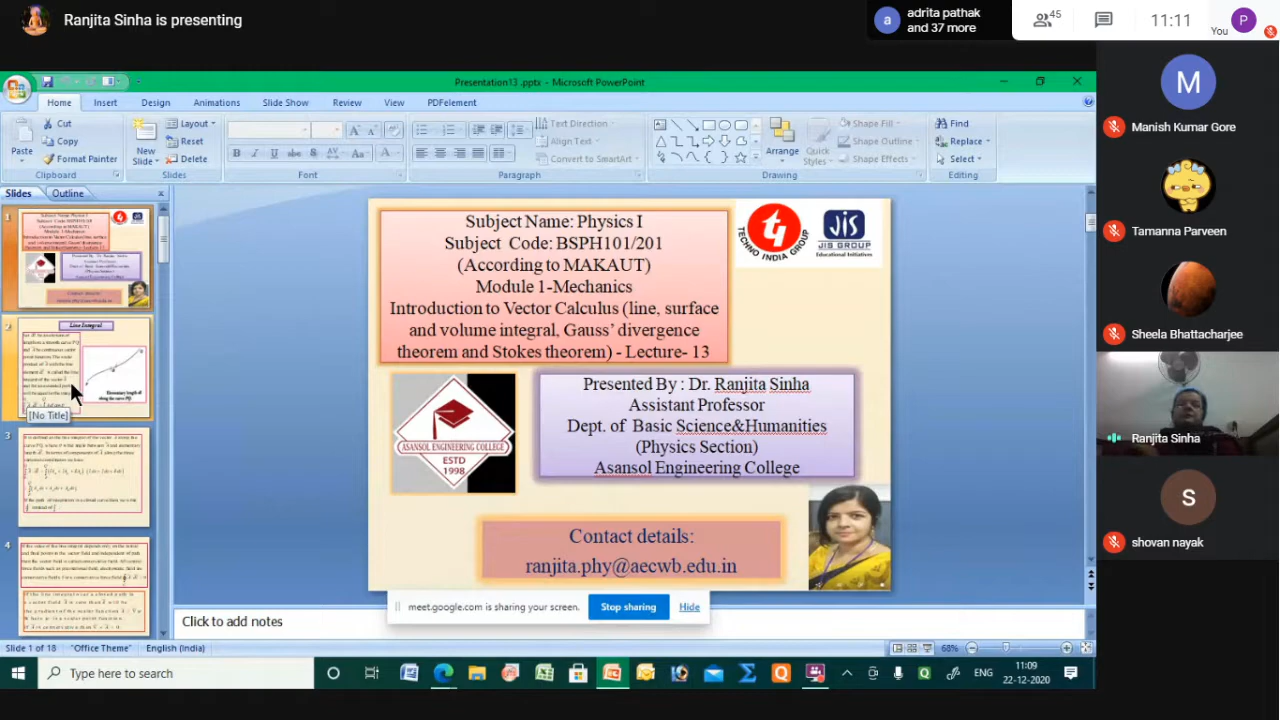 Ranjita Sinha is presenting
a
adrita pathak
and 37 more
45
11:11
You
P
Presentation13 .pptx - Microsoft PowerPoint
Home
Insert
Design
Animations
Slide Show
Review
View
PDFelement
Paste
Cut
Copy
Format Painter
Clipboard
New
Slide
Layout
Reset
Delete
Slides
Font
Text Direction
Align Text
Convert to SmartArt
Paragraph
Arrange
Quick
Styles
Shape Fill
Shape Outline
Shape Effects
Drawing
Find
Replace
Select
Editing
Slides
Outline
1
2
Line Integral
[No Title]
3
4
Subject Name: Physics I
Subject Code: BSPH101/201
(According to MAKAUT)
Module 1-Mechanics
Introduction to Vector Calculus (line, surface
and volume integral, Gauss' divergence
theorem and Stokes theorem) - Lecture- 13
TECHNO INDIA GROUP
JIS GROUP
Educational Initiatives
ASANSOL ENGINEERING COLLEGE
ESTD
1998
Presented By : Dr. Ranjita Sinha
Assistant Professor
Dept. of Basic Science&Humanities
(Physics Section)
Asansol Engineering College
Contact details:
ranjita.phy@aecwb.edu.in
meet.google.com is sharing your screen.
Stop sharing
Hide
Click to add notes
Slide 1 of 18
"Office Theme"
English (India)
68%
Type here to search
ENG
11:09
22-12-2020
M
Manish Kumar Gore
Tamanna Parveen
Sheela Bhattacharjee
Ranjita Sinha
S
shovan nayak